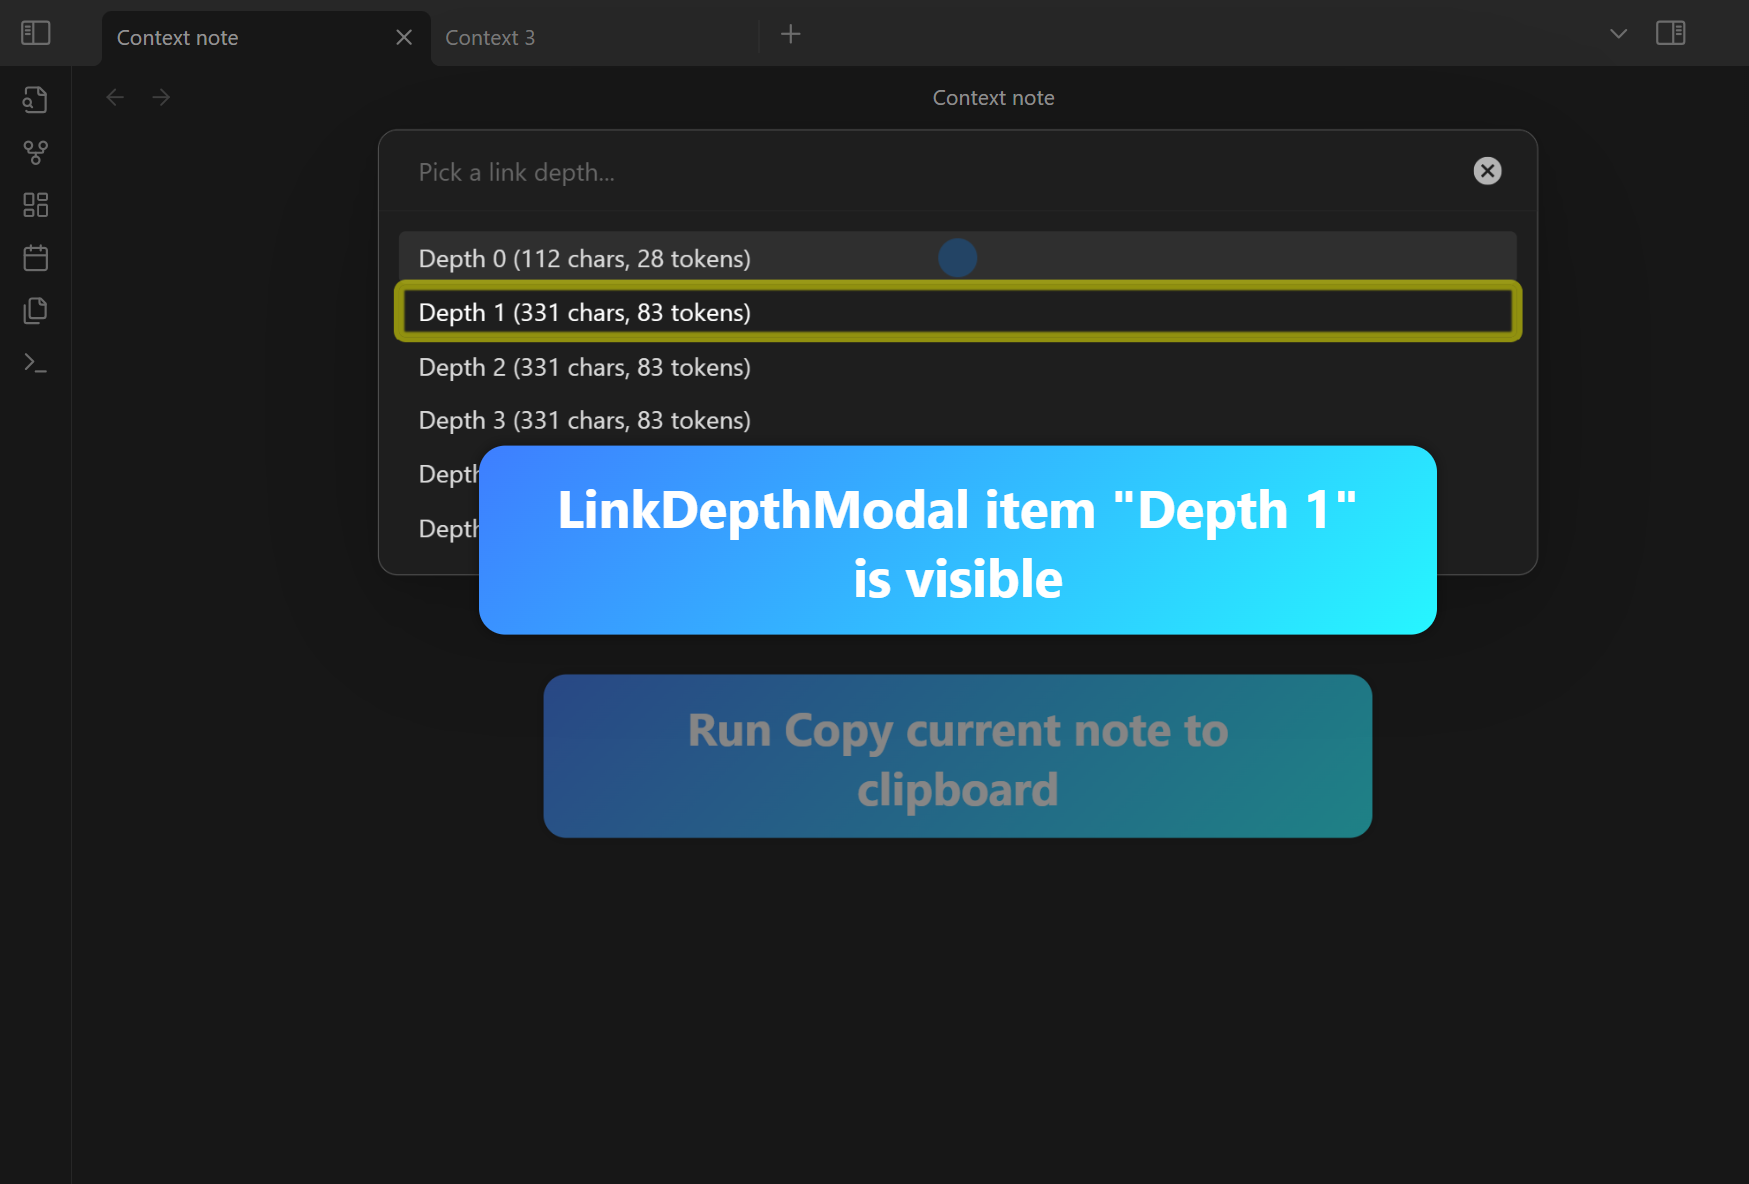 Context note
Context 3
Context note
Pick a link depth...
Depth 0 (112 chars, 28 tokens)
Depth 1 (331 chars, 83 tokens)
Depth 2 (331 chars, 83 tokens)
Depth 3 (331 chars, 83 tokens)
Depth
Depth
LinkDepthModal item "Depth 1"
is visible
Run Copy current note to
clipboard